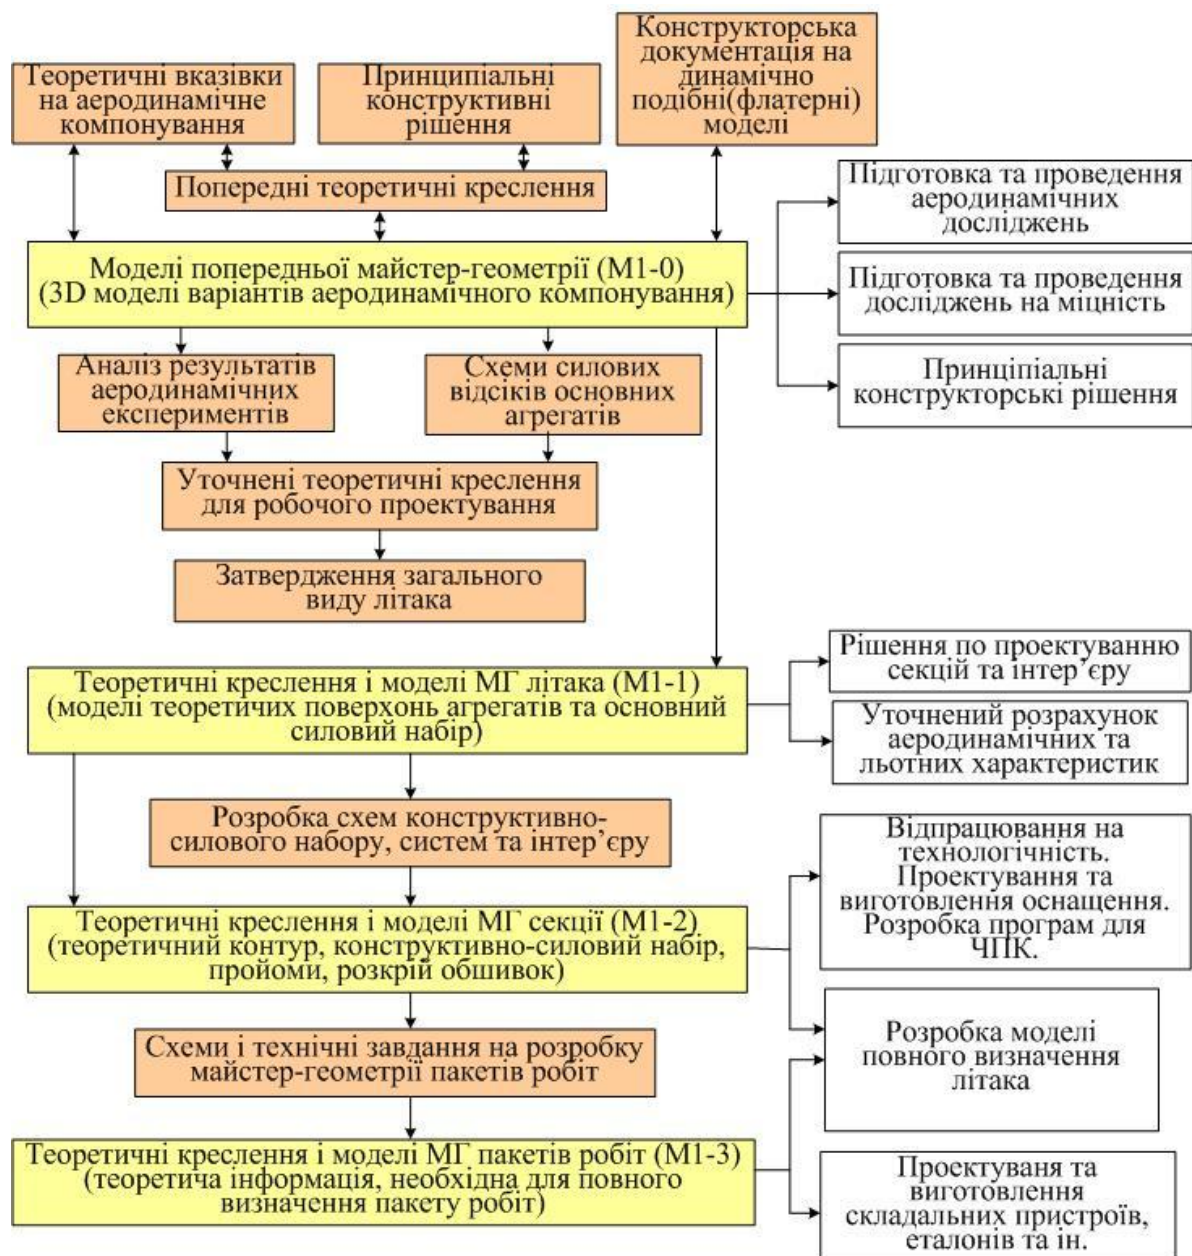 Теоретичні вказівки
на аеродинамічне
компонування
Принципіальні
конструктивні
рішення
Конструкторська
документація на
динамічно
подібні(флатерні)
моделі
Попередні теоретичні креслення
Підготовка та проведення
аеродинамічних
досліджень
Моделі попередньої майстер-геометрії (М1-0)
(3D моделі варіантів аеродинамічного компонування)
Підготовка та проведення
досліджень на міцність
Аналіз результатів
аеродинамічних
експериментів
Схеми силових
відсіків основних
агрегатів
Принціпіальні
конструкторські рішення
Уточнені теоретичні креслення
для робочого проектування
Затвердження загального
виду літака
Теоретичні креслення і моделі МГ літака (М1-1)
(моделі теоретичих поверхонь агрегатів та основний
силовий набір)
Рішення по проектуванню
секцій та інтер’єру
Уточнений розрахунок
аеродинамічних та
льотних характеристик
Розробка схем конструктивно-
силового набору, систем та інтер’єру
Відпрацювання на
технологічність.
Проектування та
виготовлення оснащення.
Розробка програм для
ЧПК.
Теоретичні креслення і моделі МГ секції (М1-2)
(теоретичний контур, конструктивно-силовий набір,
пройоми, розкрій обшивок)
Розробка моделі
повного визначення
літака
Схеми і технічні завдання на розробку
майстер-геометрії пакетів робіт
Теоретичні креслення і моделі МГ пакетів робіт (М1-3)
(теоретича інформація, необхідна для повного
визначення пакету робіт)
Проектуваня та
виготовлення
складальних пристроїв,
еталонів та ін.